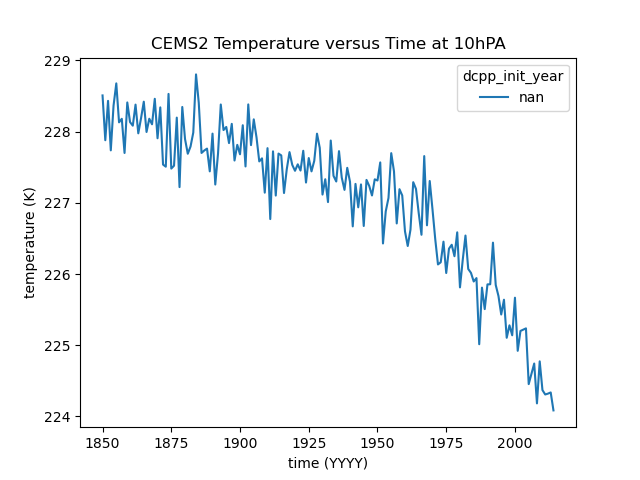 CEMS2 Temperature versus Time at 10hPA
dcpp_init_year
nan
229
228
227
226
225
224
temperature (K)
1850 1875 1900 1925 1950 1975 2000
time (YYYY)